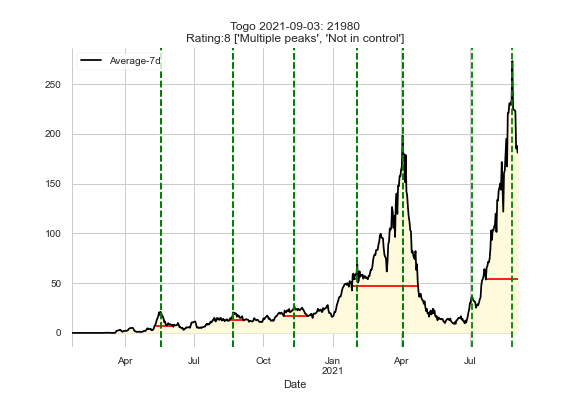 Togo 2021-09-03: 21980
Rating:8 ['Multiple peaks', 'Not in control']
Average-7d
250
200
150
100
50
0
Apr
Jul
Oct
Jan
2021
Apr
Jul
Date